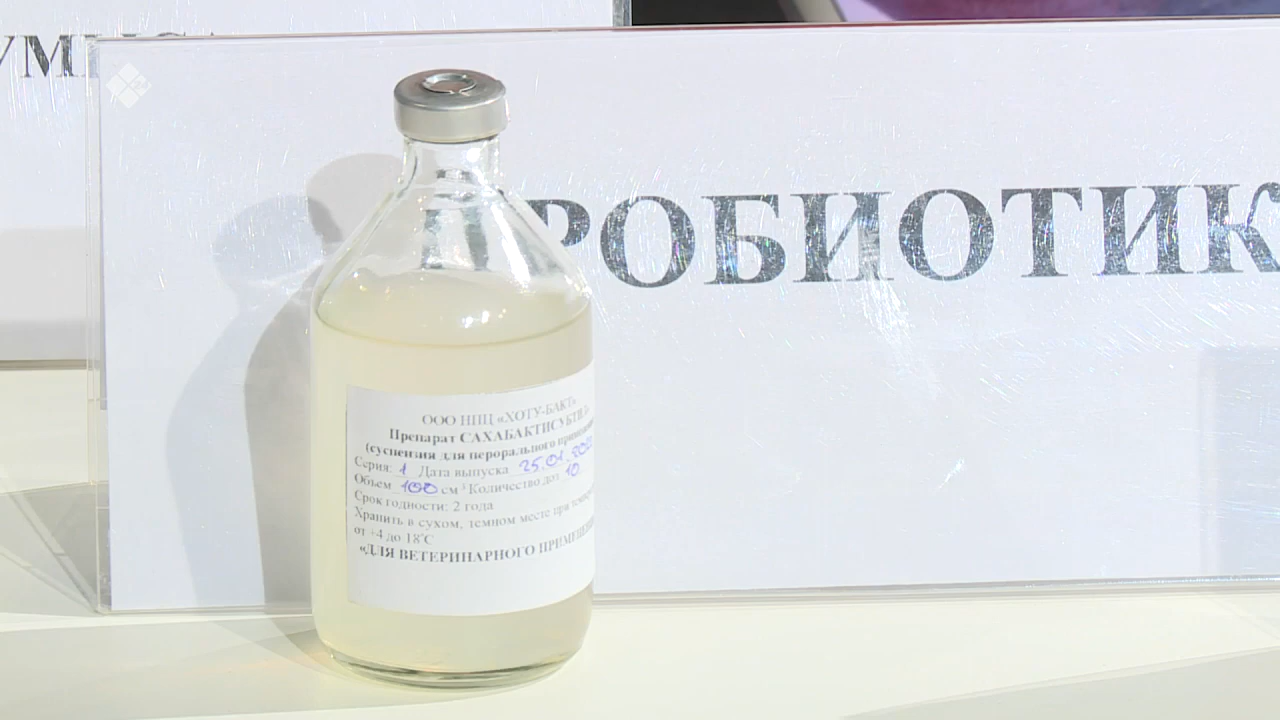 РОБИОТИК
ООО НПЦ «ХОТУ-БАКТ»
Препарат САХАБАКТИСУБТИЛ
(суспензия для перорального
Серия: 1 Дата выпуска 25.01.
Объем 100 см³ Количество доз 10
Срок годности: 2 года
Хранить в сухом, темном месте при
от +4 до 18°С
«ДЛЯ ВЕТЕРИНАРНОГО